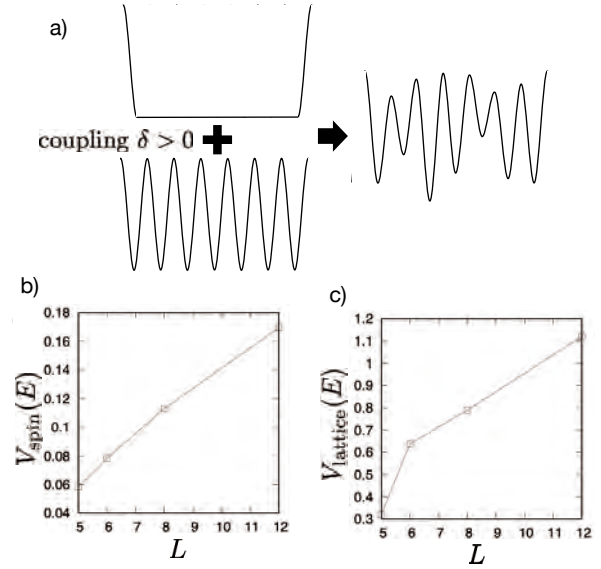 a)
coupling δ > 0
b)
0.18
0.16
0.14
0.12
0.1
0.08
0.06
0.04
V_spin(E)
5 6 7 8 9 10 11 12
L
c)
1.2
1.1
1
0.9
0.8
0.7
0.6
0.5
0.4
0.3
V_lattice(E)
5 6 7 8 9 10 11 12
L